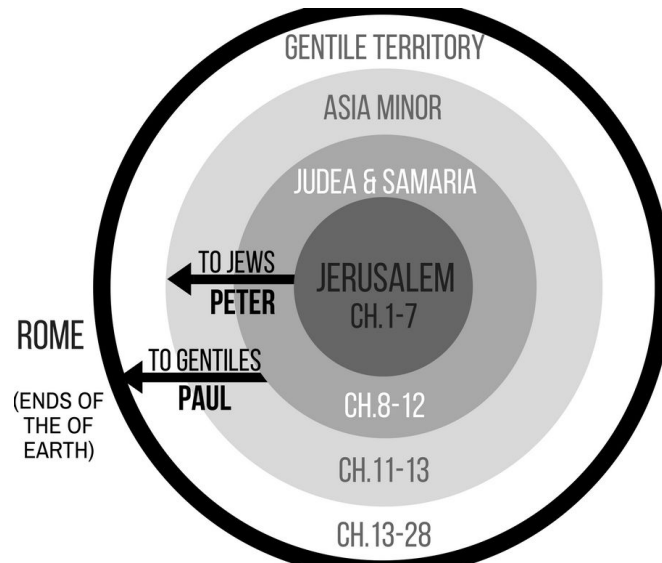 GENTILE TERRITORY
ASIA MINOR
JUDEA & SAMARIA
TO JEWS
PETER
JERUSALEM
CH.1-7
ROME
TO GENTILES
PAUL
(ENDS OF
THE OF
EARTH)
CH.8-12
CH.11-13
CH.13-28